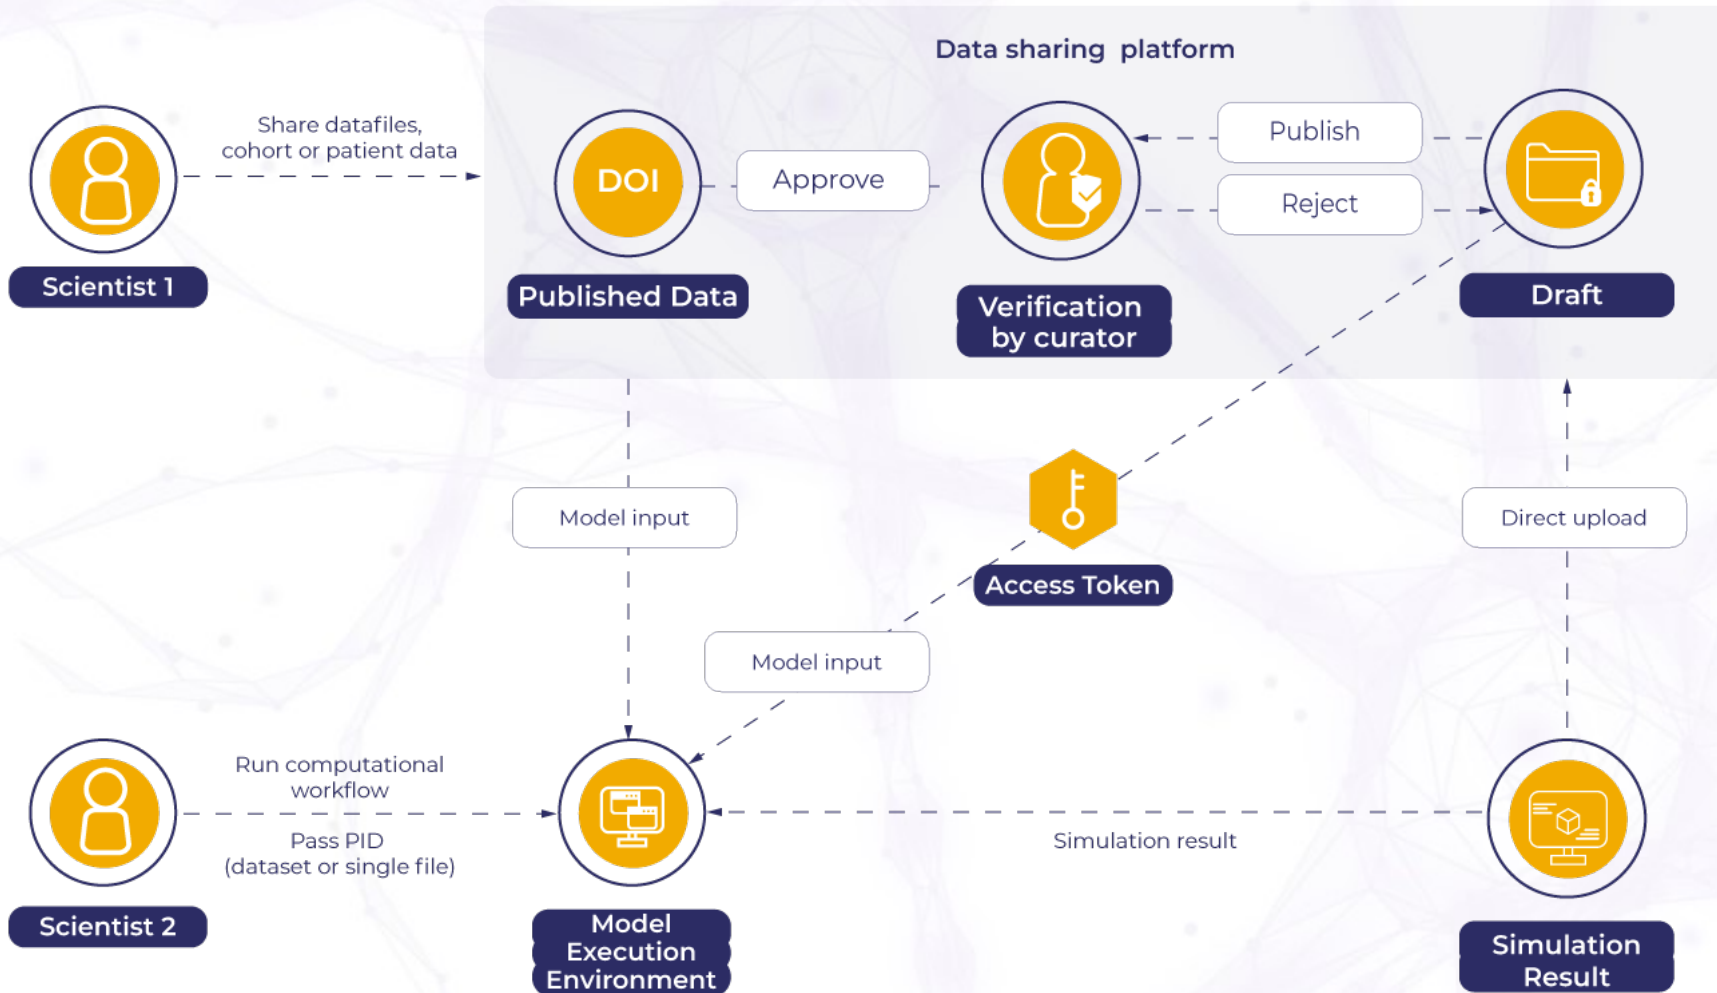 Data sharing platform
Share datafiles,
cohort or patient data
DOI
Approve
Publish
Reject
Scientist 1
Published Data
Verification
by curator
Draft
Model input
Access Token
Direct upload
Model input
Run computational
workflow
Pass PID
(dataset or single file)
Simulation result
Scientist 2
Model
Execution
Environment
Simulation
Result